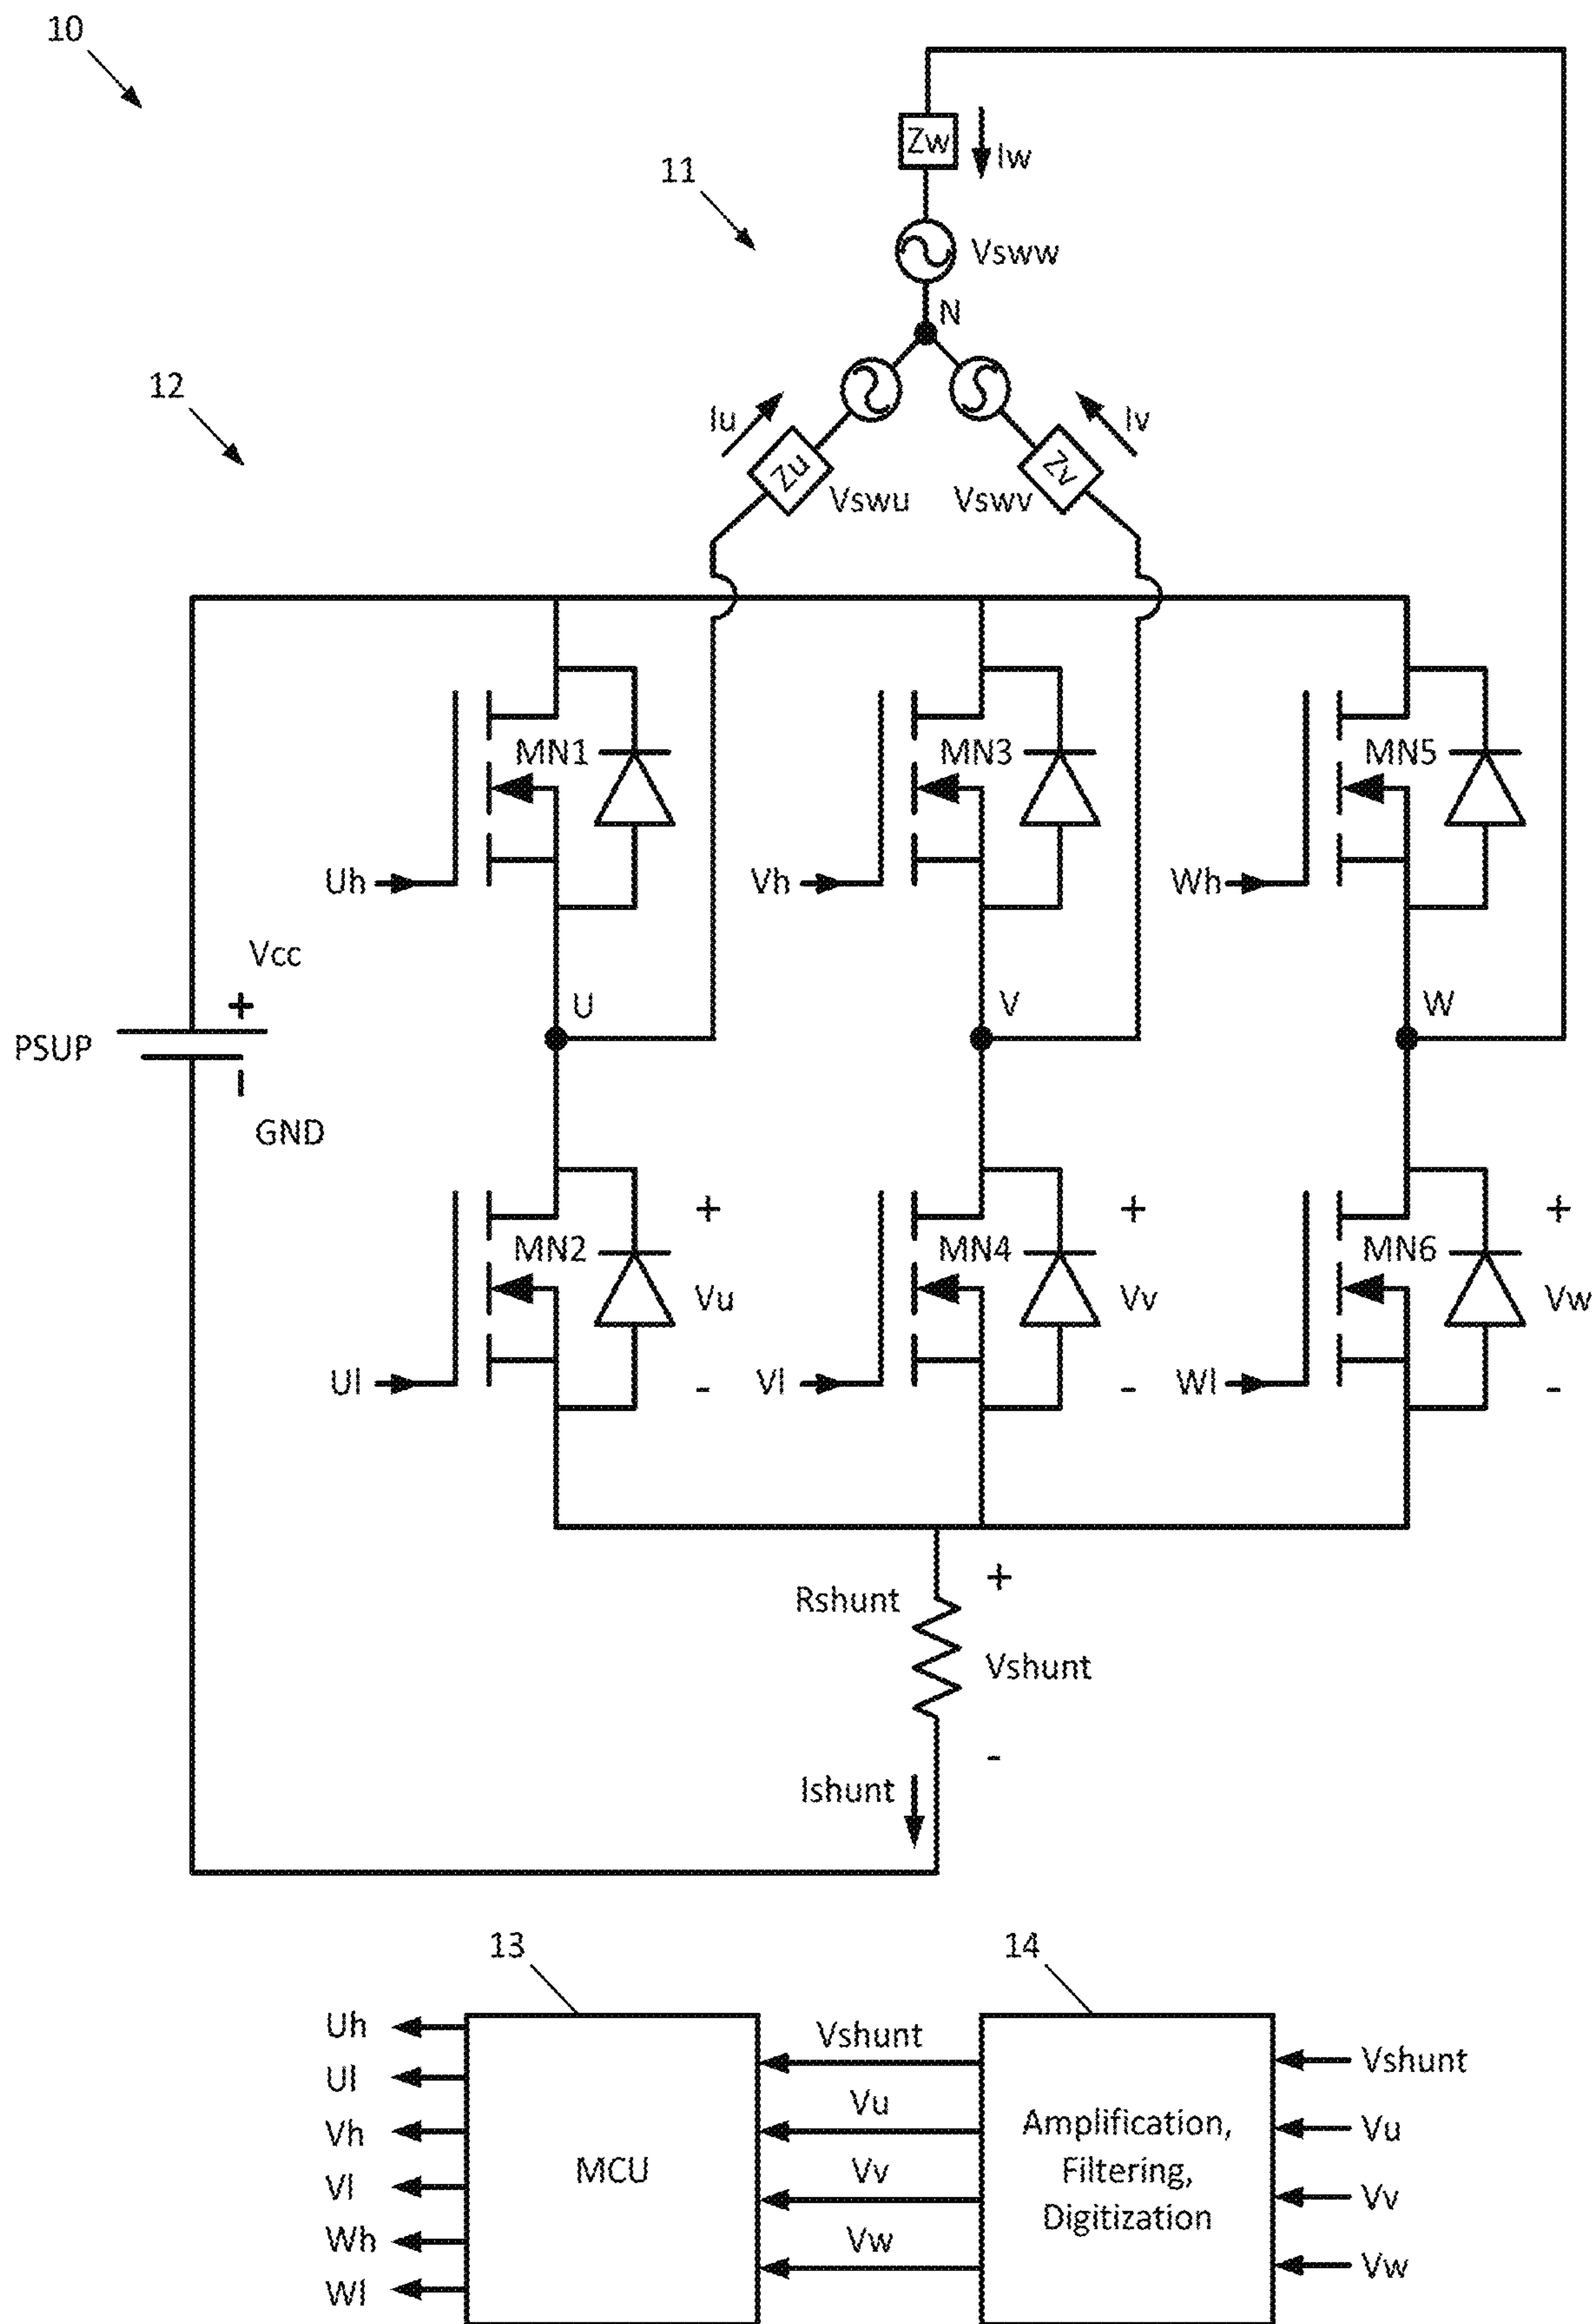 10
Zw
Iw
11
Vsww
N
12
Iu
Iv
Zu
Zv
Vswu
Vswv
MN1
MN3
MN5
Uh
Vh
Wh
Vcc
+
U
V
W
PSUP
-
GND
MN2
+
MN4
+
MN6
+
Vu
Vv
Vw
Ul
-
Vl
-
Wl
-
+
Rshunt
Vshunt
-
Ishunt
13
14
Uh
Ul
Vh
Vl
Wh
Wl
MCU
Vshunt
Vu
Vv
Vw
Amplification,
Filtering,
Digitization
Vshunt
Vu
Vv
Vw